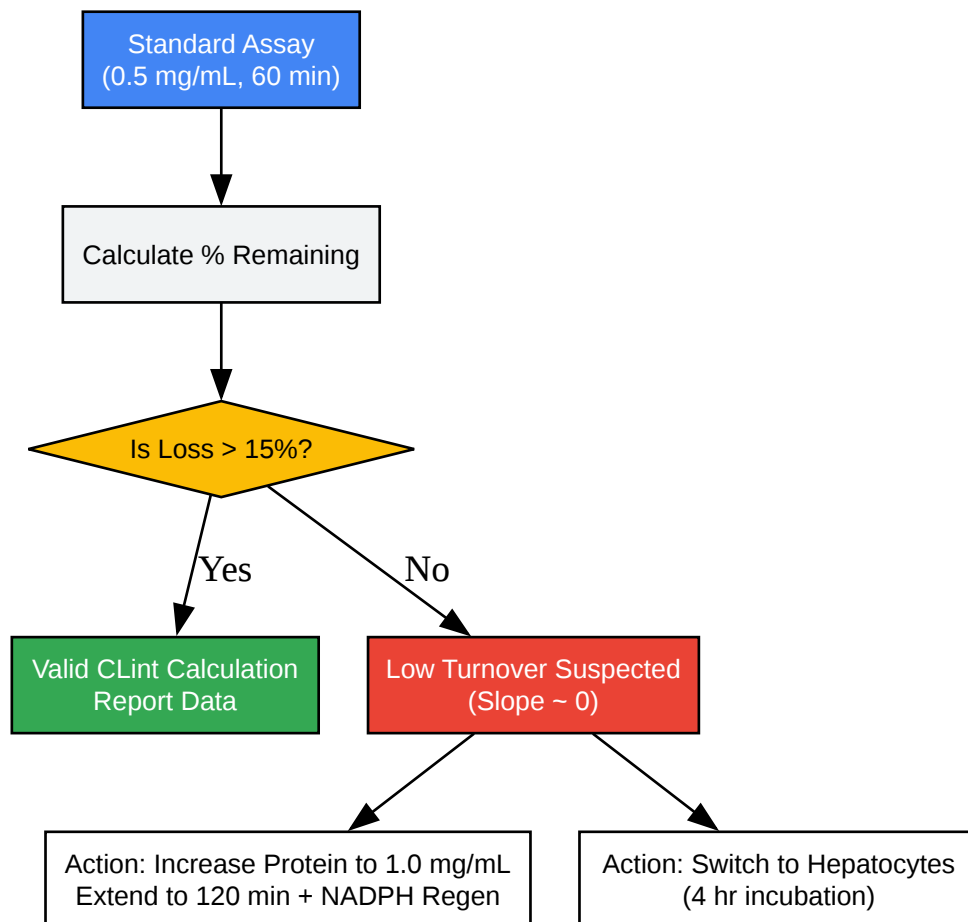 Standard Assay
(0.5 mg/mL, 60 min)
Calculate % Remaining
Is Loss > 15%?
Yes
No
Valid CLint Calculation
Report Data
Low Turnover Suspected
(Slope ~ 0)
Action: Increase Protein to 1.0 mg/mL
Extend to 120 min + NADPH Regen
Action: Switch to Hepatocytes
(4 hr incubation)